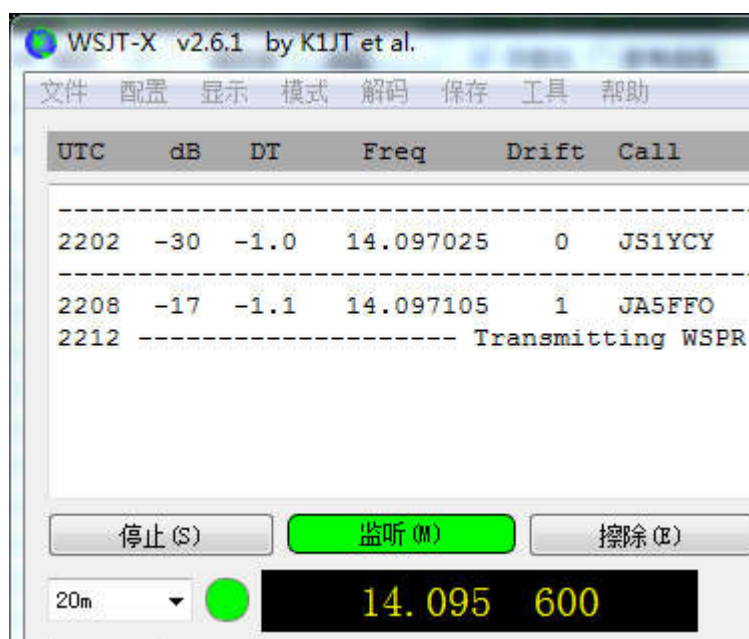 WSJT-X v2.6.1 by K1JT et al.
文件 配置 显示 模式 解码 保存 工具 帮助
UTC dB DT Freq Drift Call
----------------------------------------
2202 -30 -1.0 14.097025 0 JS1YCY
----------------------------------------
2208 -17 -1.1 14.097105 1 JA5FFO
2212 -------------------- Transmitting WSPR
停止(S) 监听(M) 擦除(E)
20m 14.095 600